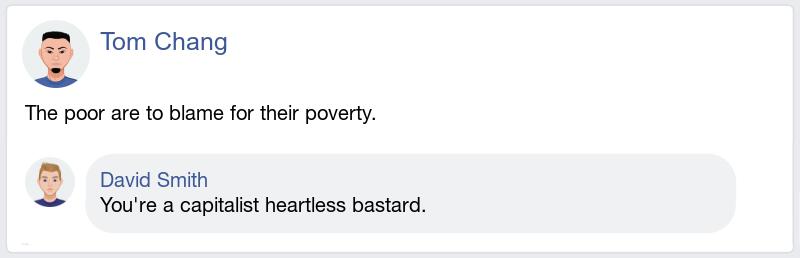 Tom Chang
The poor are to blame for their poverty.
David Smith
You're a capitalist heartless bastard.